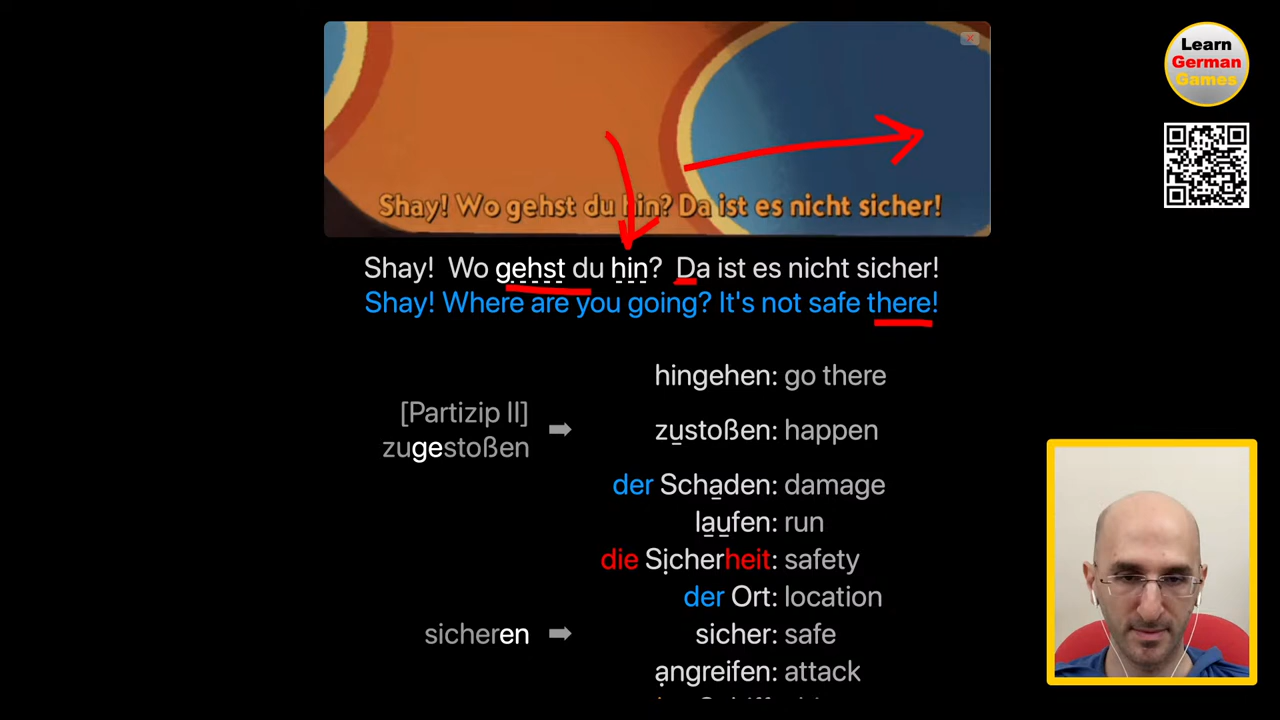 Learn
German
Games
Shay! Wo gehst du hin? Da ist es nicht sicher!
Shay! Wo gehst du hin? Da ist es nicht sicher!
Shay! Where are you going? It's not safe there!
hingehen: go there
[Partizip II]
zugestoßen ➡ zustoßen: happen
der Schaden: damage
laufen: run
die Sicherheit: safety
der Ort: location
sicheren ➡ sicher: safe
angreifen: attack